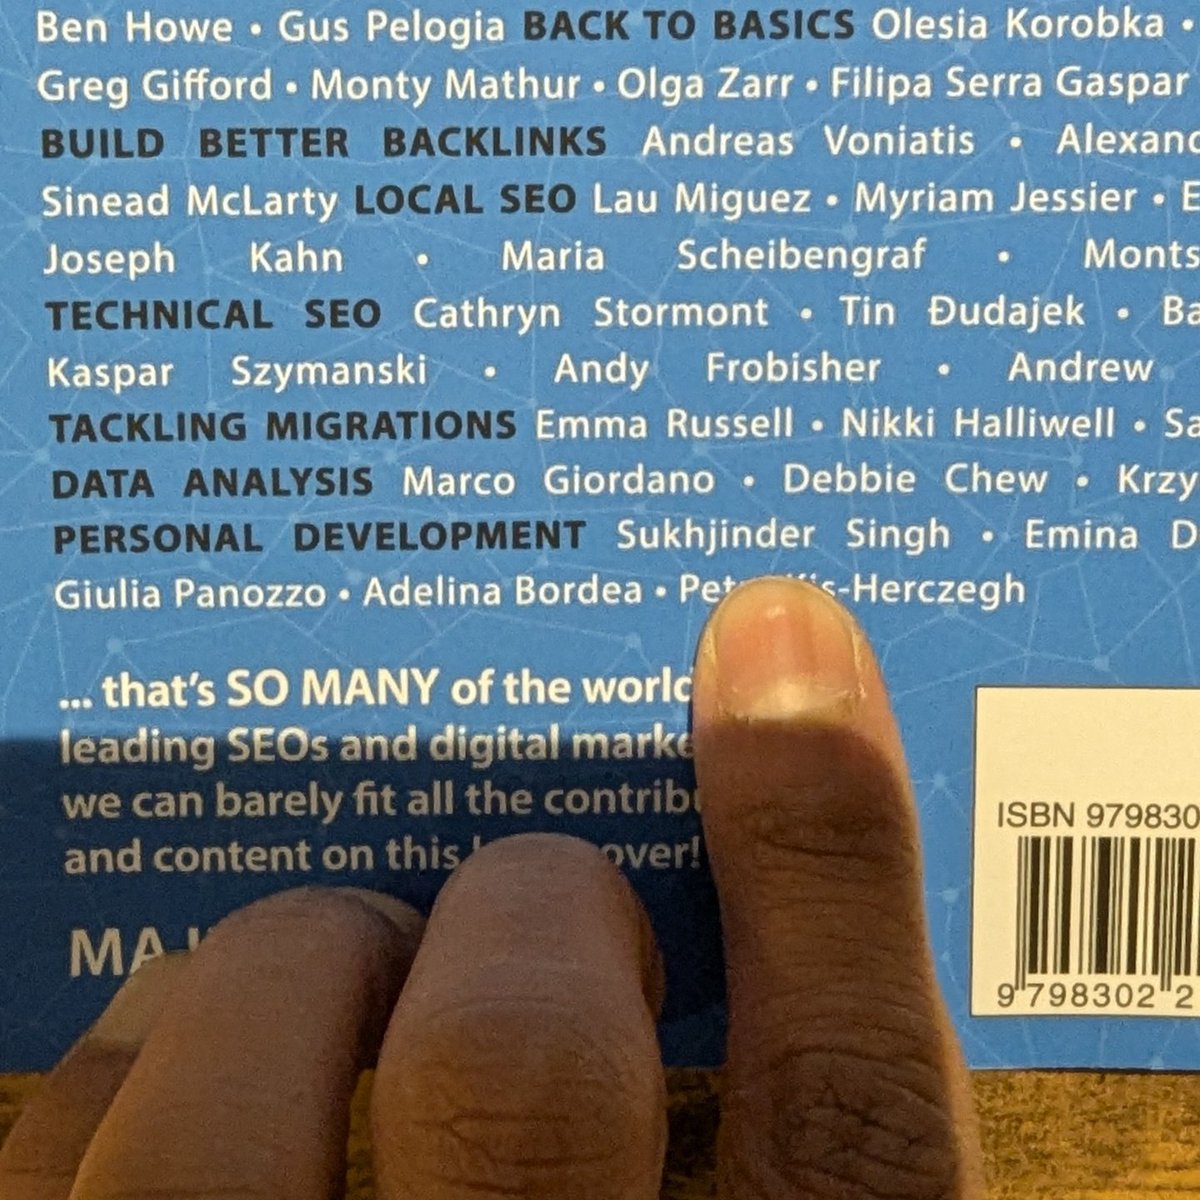 Ben Howe • Gus Pelogia BACK TO BASICS Olesia Korobka •
Greg Gifford • Monty Mathur • Olga Zarr • Filipa Serra Gaspar
BUILD BETTER BACKLINKS Andreas Voniatis •
Sinead McLarty LOCAL SEO Lau Miguez • Myriam Jessier •
Joseph Kahn • Maria Scheibengraf •
TECHNICAL SEO Cathryn Stormont • Tin Đudajek •
Kaspar Szymanski • Andy Frobisher • Andrew
TACKLING MIGRATIONS Emma Russell • Nikki Halliwell •
DATA ANALYSIS Marco Giordano • Debbie Chew •
PERSONAL DEVELOPMENT Sukhjinder Singh • Emina
Giulia Panozzo • Adelina Bordea •
... that's SO MANY of the
leading SEOs and digital
we can barely fit all the
and content on this
ISBN 979830
9 798302 2